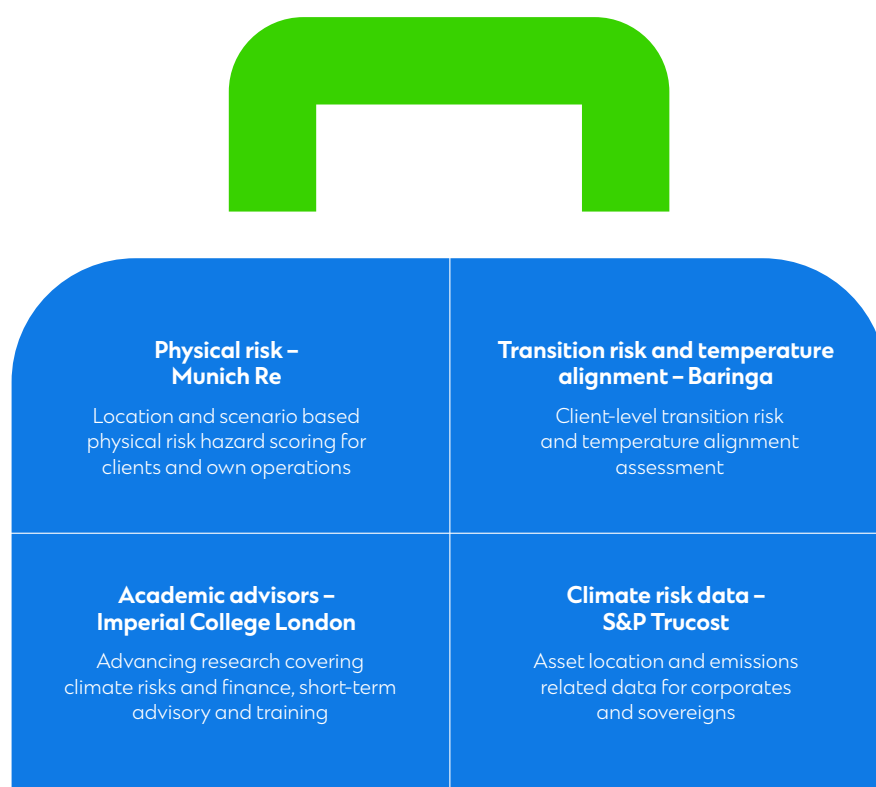 Physical risk –
Munich Re
Location and scenario based
physical risk hazard scoring for
clients and own operations
Transition risk and temperature
alignment – Baringa
Client-level transition risk
and temperature alignment
assessment
Academic advisors –
Imperial College London
Advancing research covering
climate risks and finance, short-term
advisory and training
Climate risk data –
S&P Trucost
Asset location and emissions
related data for corporates
and sovereigns